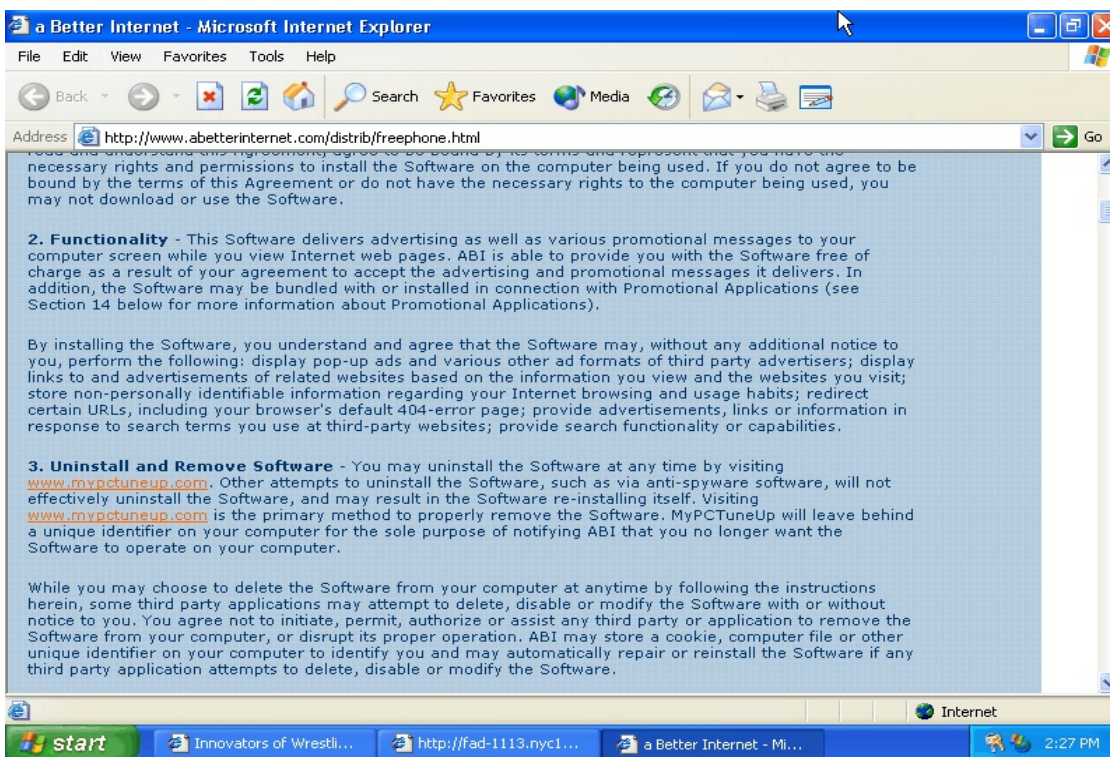 a Better Internet - Microsoft Internet Explorer
File Edit View Favorites Tools Help
Back Search Favorites Media
Address http://www.abetterinternet.com/distrib/freephone.html Go
read and understand this Agreement, agree to be bound by its terms and represent that you have the
necessary rights and permissions to install the Software on the computer being used. If you do not agree to be
bound by the terms of this Agreement or do not have the necessary rights to the computer being used, you
may not download or use the Software.
2. Functionality - This Software delivers advertising as well as various promotional messages to your
computer screen while you view Internet web pages. ABI is able to provide you with the Software free of
charge as a result of your agreement to accept the advertising and promotional messages it delivers. In
addition, the Software may be bundled with or installed in connection with Promotional Applications (see
Section 14 below for more information about Promotional Applications).
By installing the Software, you understand and agree that the Software may, without any additional notice to
you, perform the following: display pop-up ads and various other ad formats of third party advertisers; display
links to and advertisements of related websites based on the information you view and the websites you visit;
store non-personally identifiable information regarding your Internet browsing and usage habits; redirect
certain URLs, including your browser's default 404-error page; provide advertisements, links or information in
response to search terms you use at third-party websites; provide search functionality or capabilities.
3. Uninstall and Remove Software - You may uninstall the Software at any time by visiting
www.mypctuneup.com. Other attempts to uninstall the Software, such as via anti-spyware software, will not
effectively uninstall the Software, and may result in the Software re-installing itself. Visiting
www.mypctuneup.com is the primary method to properly remove the Software. MyPCTuneUp will leave behind
a unique identifier on your computer for the sole purpose of notifying ABI that you no longer want the
Software to operate on your computer.
While you may choose to delete the Software from your computer at anytime by following the instructions
herein, some third party applications may attempt to delete, disable or modify the Software with or without
notice to you. You agree not to initiate, permit, authorize or assist any third party or application to remove the
Software from your computer, or disrupt its proper operation. ABI may store a cookie, computer file or other
unique identifier on your computer to identify you and may automatically repair or reinstall the Software if any
third party application attempts to delete, disable or modify the Software.
Internet
start Innovators of Wrestli... http://fad-1113.nyc1... a Better Internet - Mi... 2:27 PM